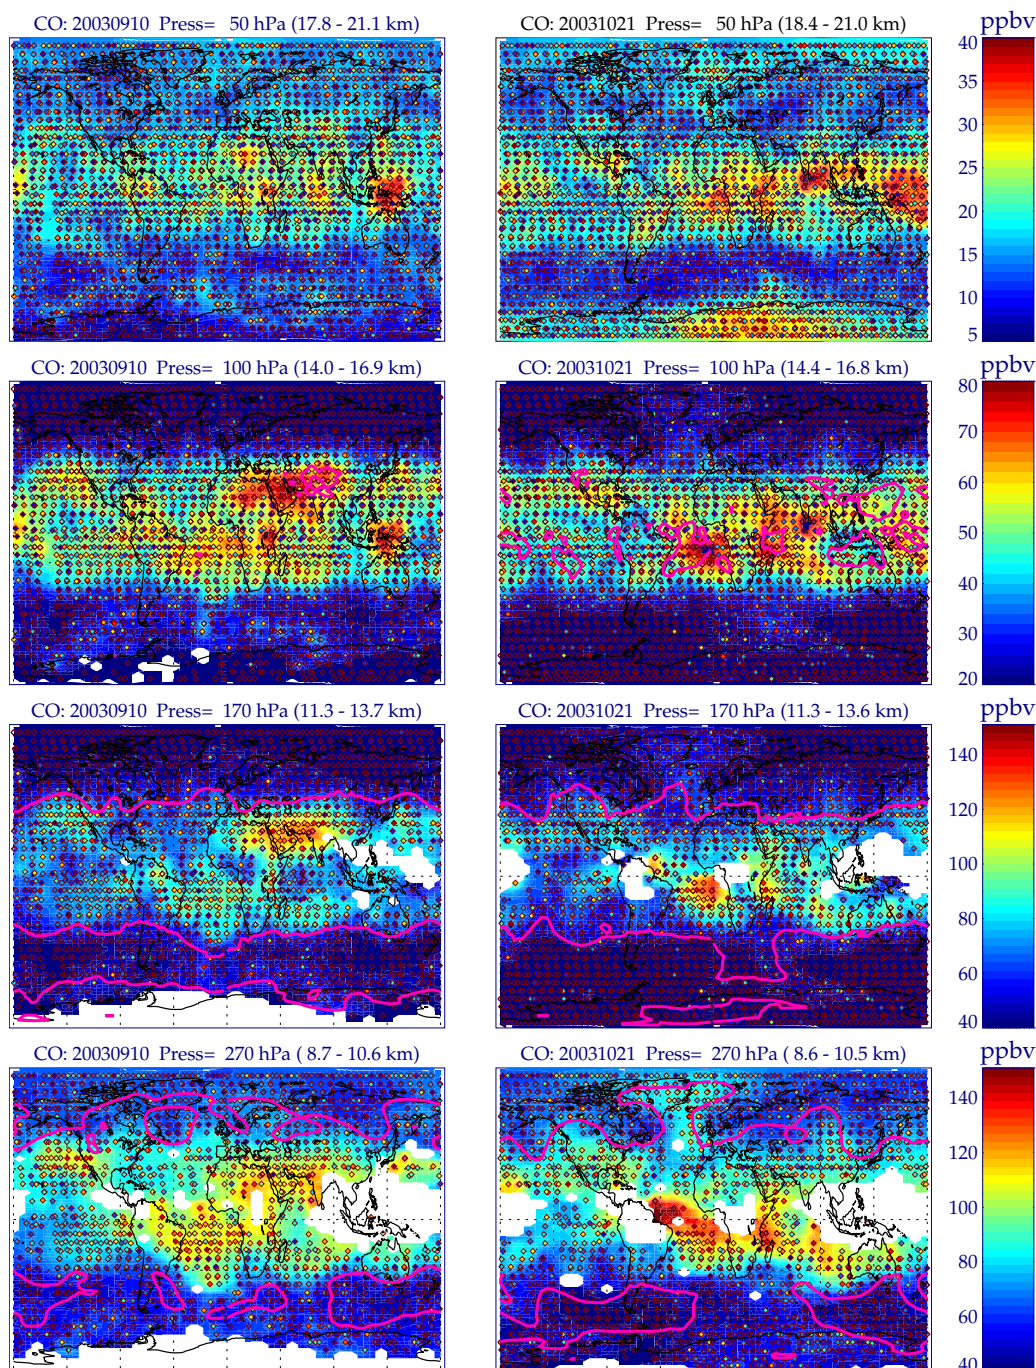 CO: 20030910 Press= 50 hPa (17.8 - 21.1 km)
CO: 20031021 Press= 50 hPa (18.4 - 21.0 km)
ppbv
40
35
30
25
20
15
10
5
CO: 20030910 Press= 100 hPa (14.0 - 16.9 km)
CO: 20031021 Press= 100 hPa (14.4 - 16.8 km)
ppbv
80
70
60
50
40
30
20
CO: 20030910 Press= 170 hPa (11.3 - 13.7 km)
CO: 20031021 Press= 170 hPa (11.3 - 13.6 km)
ppbv
140
120
100
80
60
40
CO: 20030910 Press= 270 hPa ( 8.7 - 10.6 km)
CO: 20031021 Press= 270 hPa ( 8.6 - 10.5 km)
ppbv
140
120
100
80
60
40